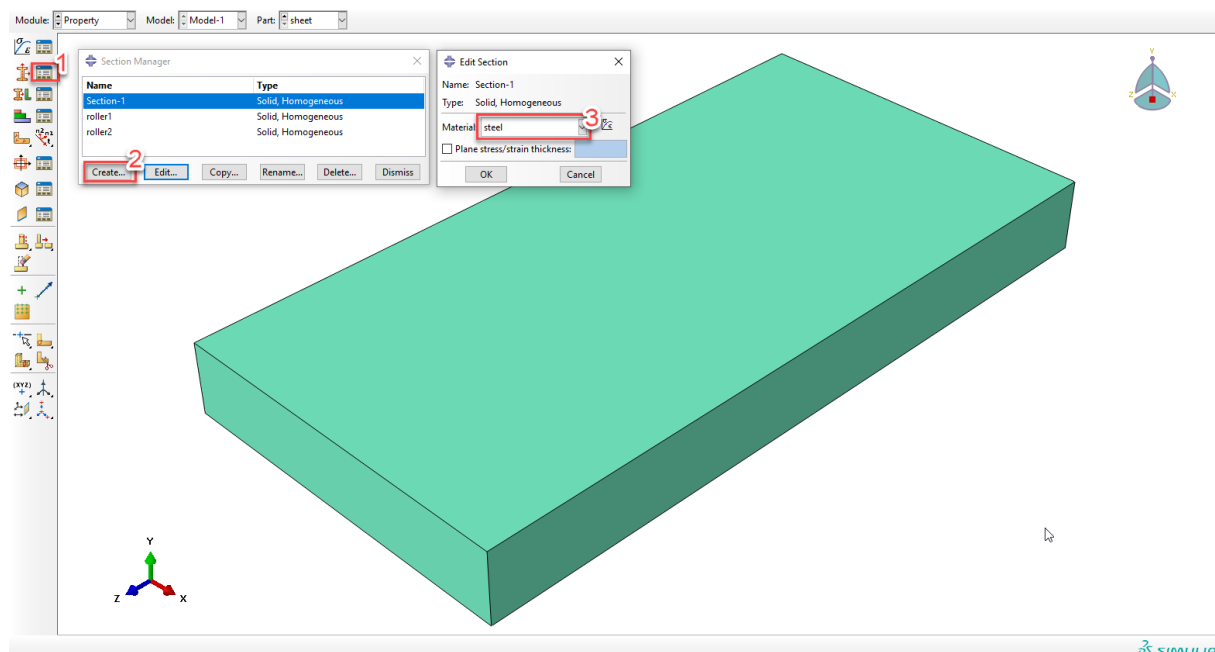 Module: Property Model: Model-1 Part: sheet
1
Section Manager
Name Type
Section-1 Solid, Homogeneous
roller1 Solid, Homogeneous
roller2 Solid, Homogeneous
2
Create... Edit... Copy... Rename... Delete... Dismiss
Edit Section
Name: Section-1
Type: Solid, Homogeneous
3
Material: steel
Plane stress/strain thickness:
OK Cancel
Y
Z X
Y
Z X
(XYZ)